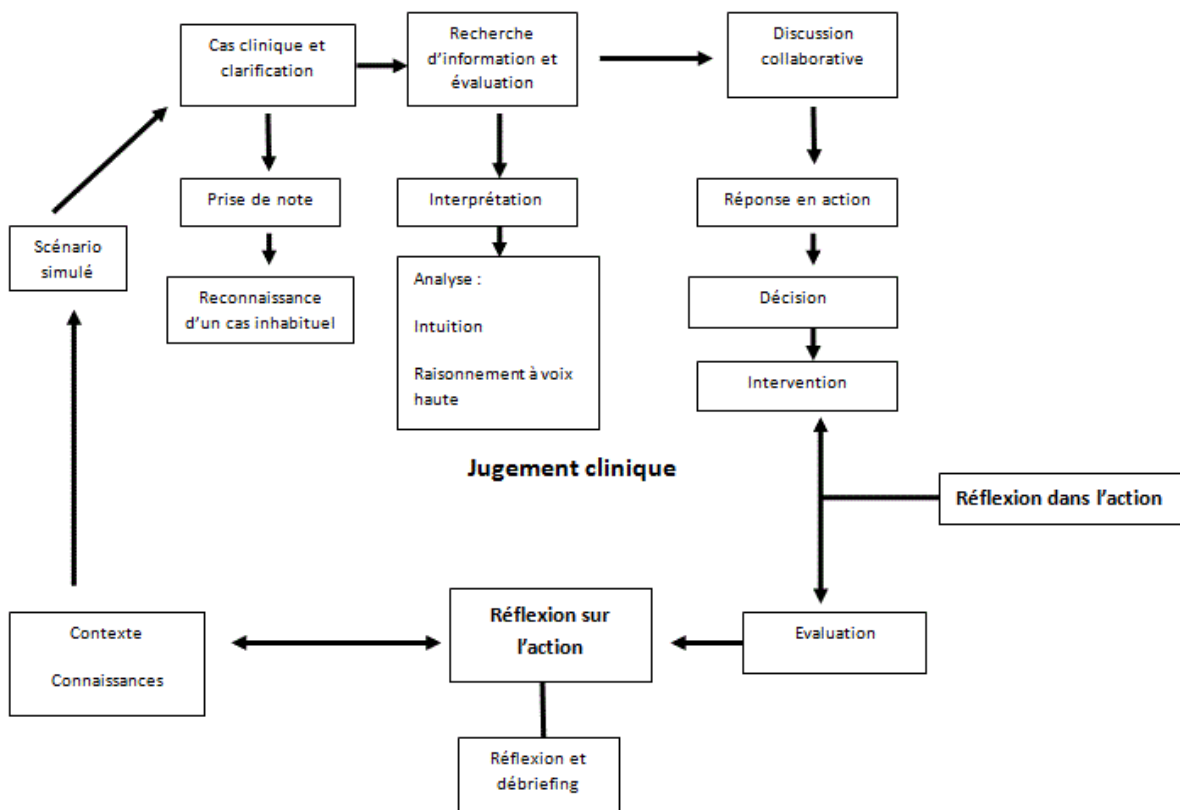 Cas clinique et
clarification
Recherche
d'information et
évaluation
Discussion
collaborative
Prise de note
Interprétation
Réponse en action
Scénario
simulé
Reconnaissance
d'un cas inhabituel
Analyse :
Intuition
Raisonnement à voix
haute
Décision
Intervention
Jugement clinique
Réflexion dans l'action
Contexte
Connaissances
Réflexion sur
l'action
Evaluation
Réflexion et
débriefing